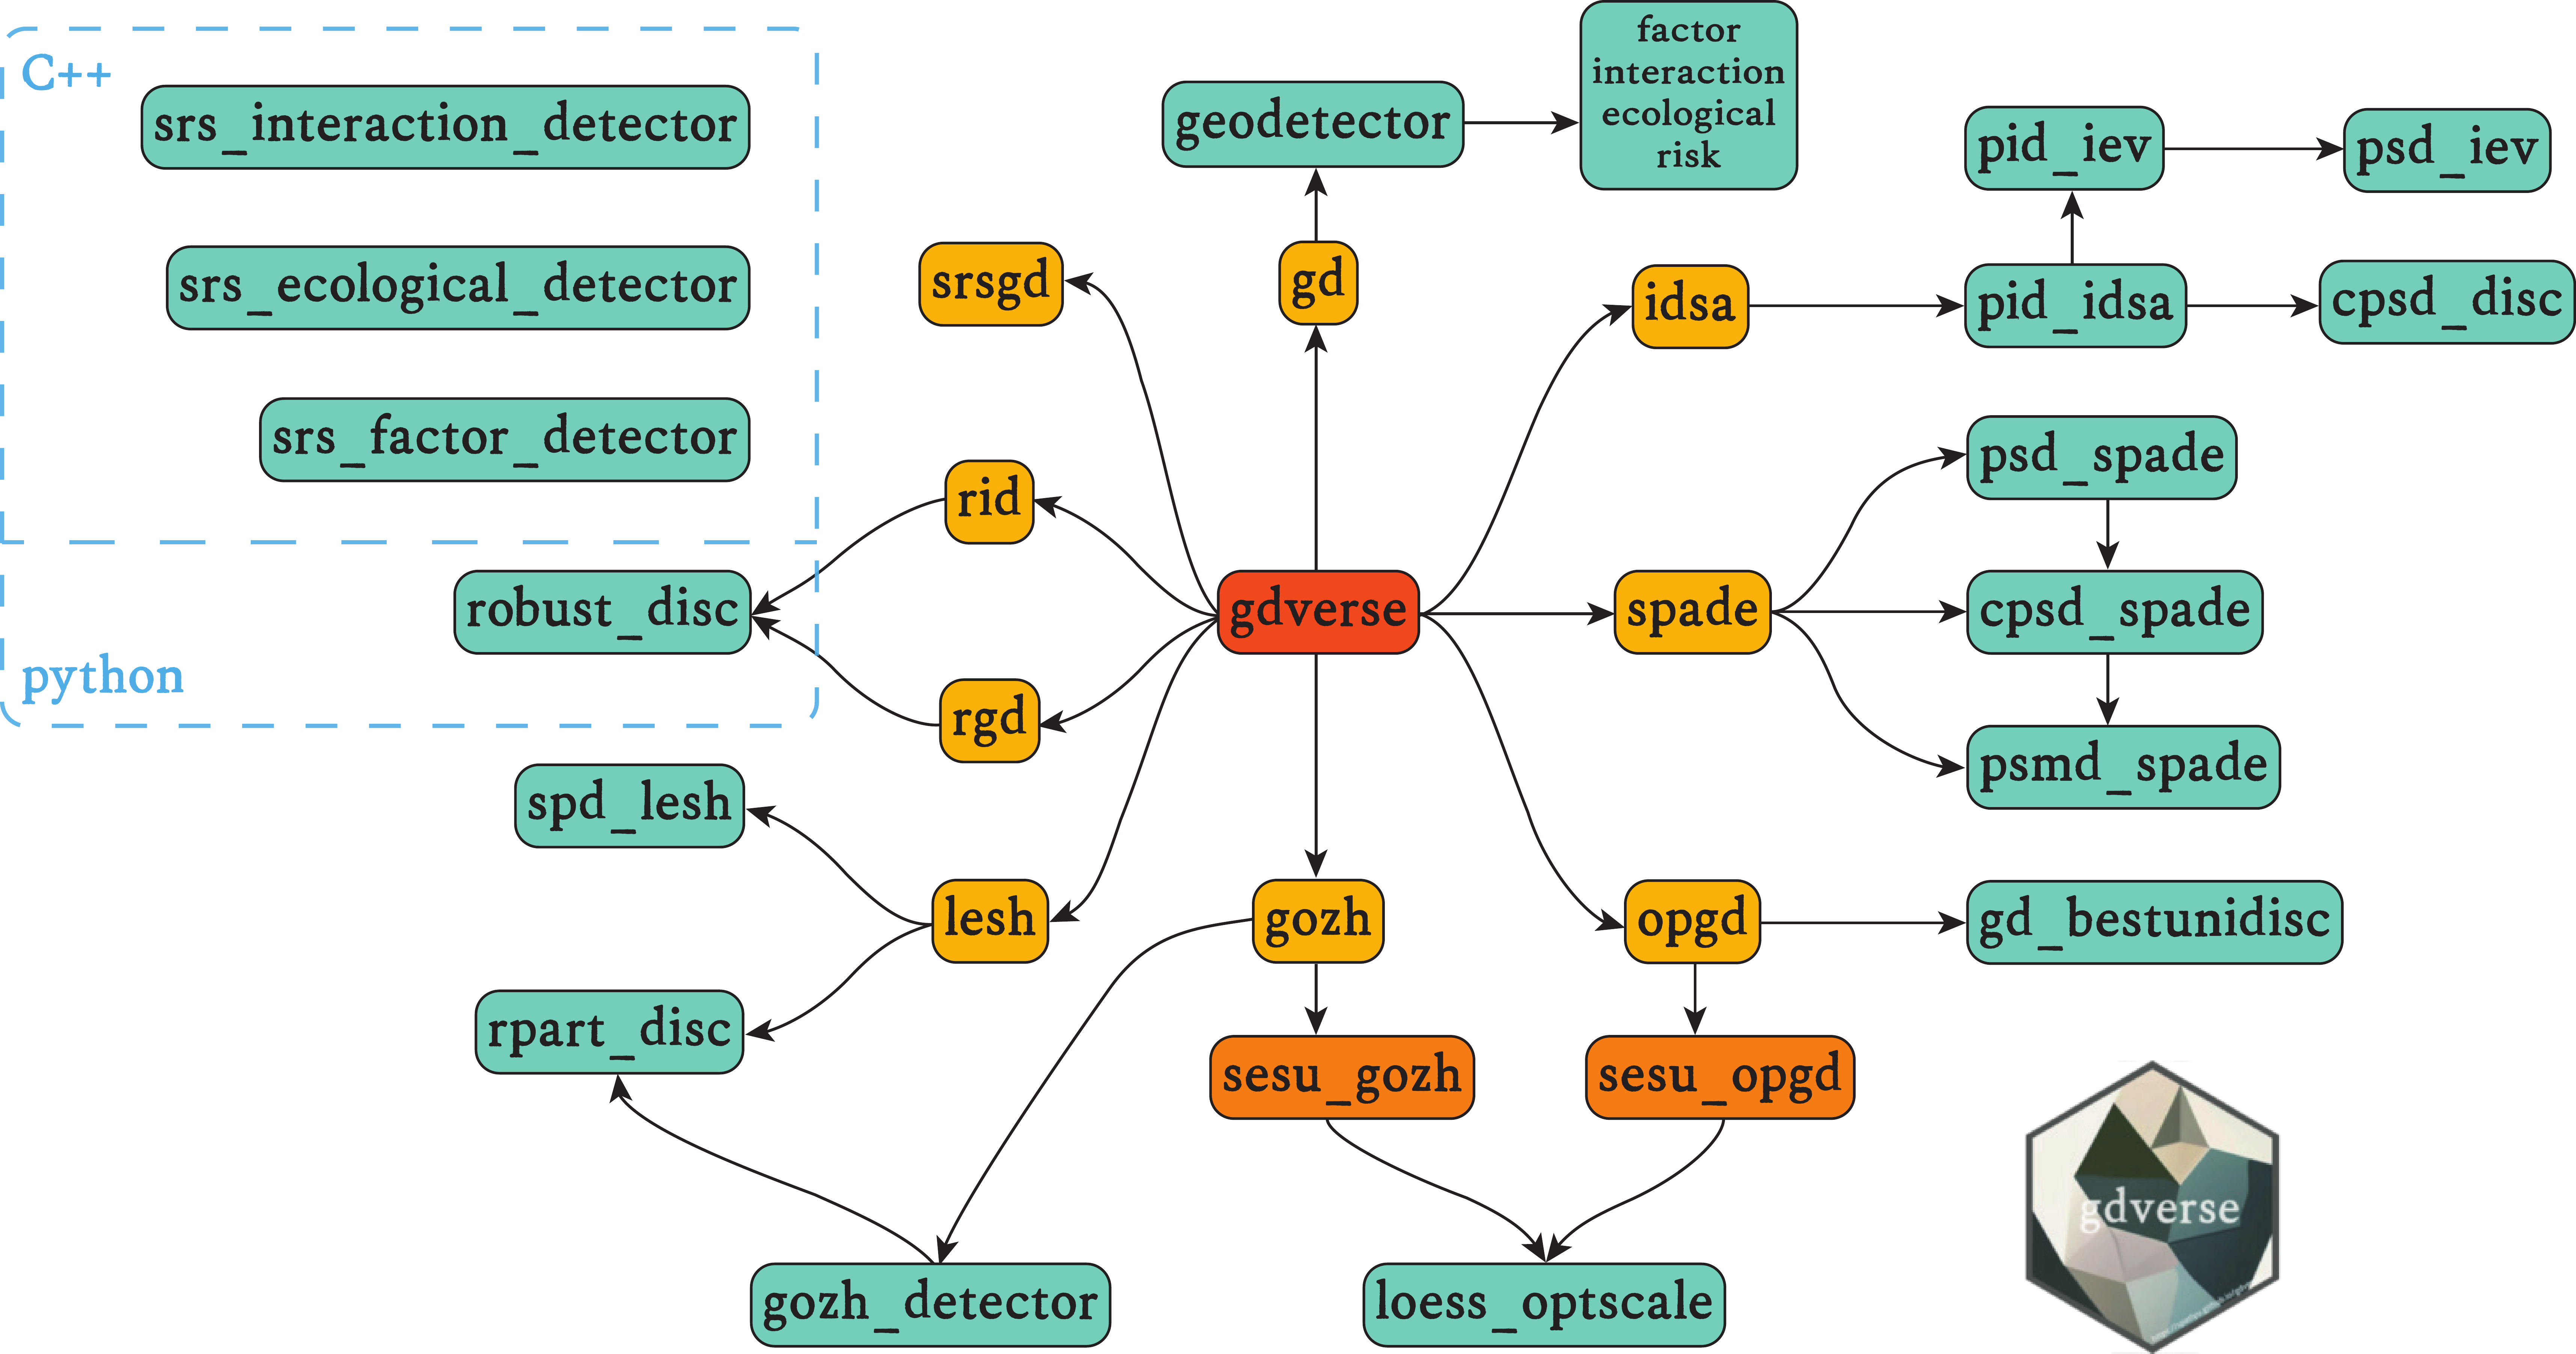 C++
srs_interaction_detector
srs_ecological_detector
srs_factor_detector
robust_disc
python
srsgd
rid
rgd
geodetector
factor
interaction
ecological
risk
gd
gdverse
idsa
pid_iev
psd_iev
pid_idsa
cpsd_disc
spade
psd_spade
cpsd_spade
psmd_spade
spd_lesh
lesh
rpart_disc
gozh
opgd
gd_bestunidisc
sesu_gozh
sesu_opgd
gozh_detector
loess_optscale
gdverse